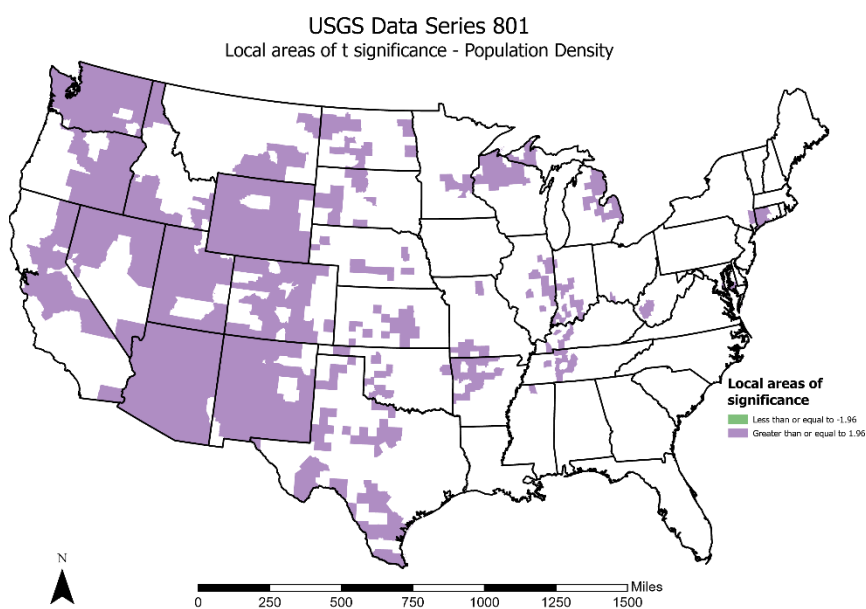 USGS Data Series 801
Local areas of t significance - Population Density
Local areas of
significance
Less than or equal to -1.96
Greater than or equal to 1.96
N
Miles
0 250 500 750 1000 1250 1500